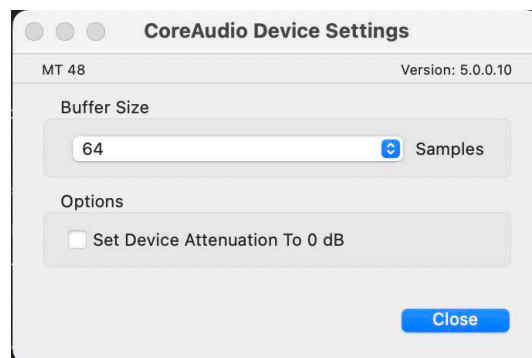 CoreAudio Device Settings
MT 48 Version: 5.0.0.10
Buffer Size
64 Samples
Options
Set Device Attenuation To 0 dB
Close